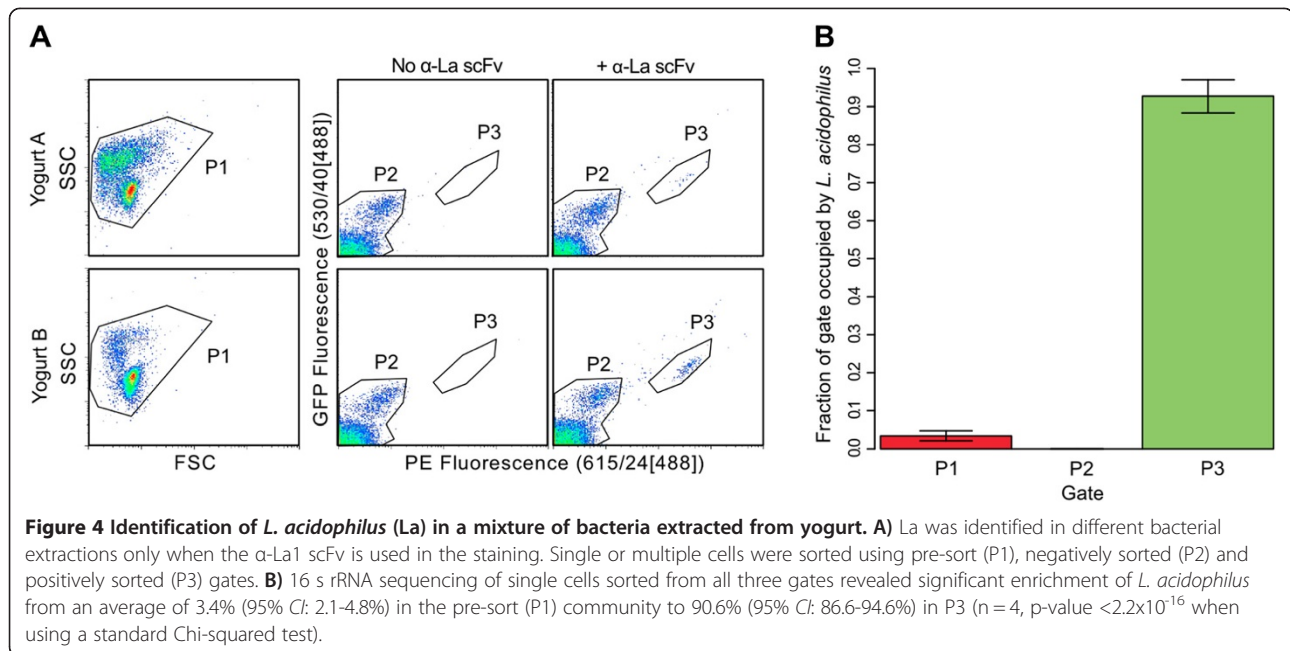 A
No α-La scFv
+ α-La scFv
Yogurt A
SSC
P1
P2
P3
P2
P3
Yogurt B
SSC
P1
P2
P3
P2
P3
GFP Fluorescence (530/40[488])
FSC
PE Fluorescence (615/24[488])
B
Fraction of gate occupied by L. acidophilus
1.0
0.9
0.8
0.7
0.6
0.5
0.4
0.3
0.2
0.1
0.0
P1
P2
P3
Gate
Figure 4 Identification of L. acidophilus (La) in a mixture of bacteria extracted from yogurt. A) La was identified in different bacterial
extractions only when the α-La1 scFv is used in the staining. Single or multiple cells were sorted using pre-sort (P1), negatively sorted (P2) and
positively sorted (P3) gates. B) 16 s rRNA sequencing of single cells sorted from all three gates revealed significant enrichment of L. acidophilus
from an average of 3.4% (95% CI: 2.1-4.8%) in the pre-sort (P1) community to 90.6% (95% CI: 86.6-94.6%) in P3 (n = 4, p-value <2.2x10⁻¹⁶ when
using a standard Chi-squared test).